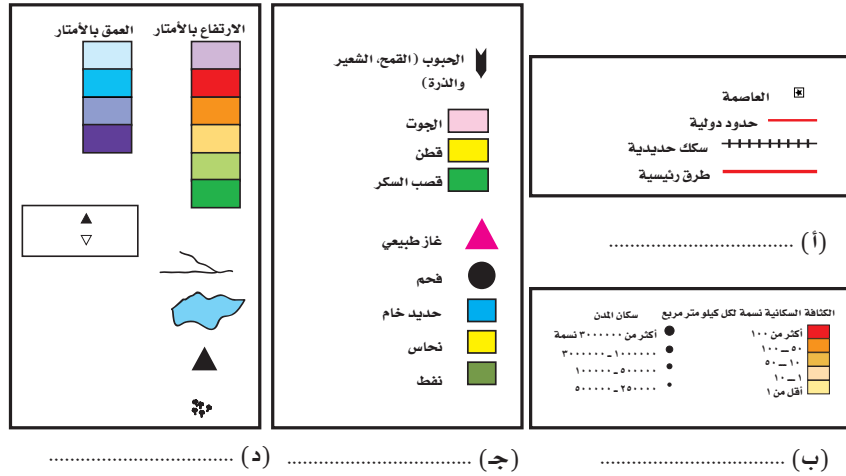 العاصمة
حدود دولية
سكك حديدية
طرق رئيسية
(أ) ....................................
الكثافة السكانية نسمة لكل كيلو متر مربع
أكثر من ١٠٠
٥٠ – ١٠٠
١٠ – ٥٠
١ – ١٠
أقل من ١
سكان المدن
أكثر من ٣٠٠٠٠٠٠ نسمة
١٠٠٠٠٠٠ – ٣٠٠٠٠٠٠
٥٠٠٠٠٠ – ١٠٠٠٠٠
٢٥٠٠٠٠ – ٥٠٠٠٠٠
(ب) ....................................
الحبوب (القمح، الشعير
والذرة)
الجوت
قطن
قصب السكر
غاز طبيعي
فحم
حديد خام
نحاس
نفط
(جـ) ....................................
الارتفاع بالأمتار
العمق بالأمتار
(د) ....................................